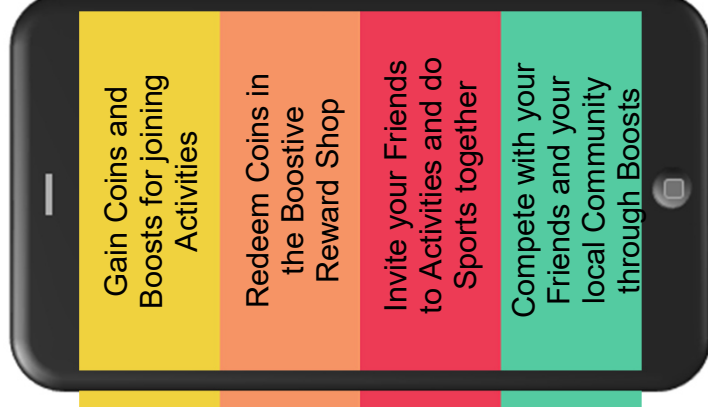 Gain Coins and
Boosts for joining
Activities
Redeem Coins in
the Boostive
Reward Shop
Invite your Friends
to Activities and do
Sports together
Compete with your
Friends and your
local Community
through Boosts